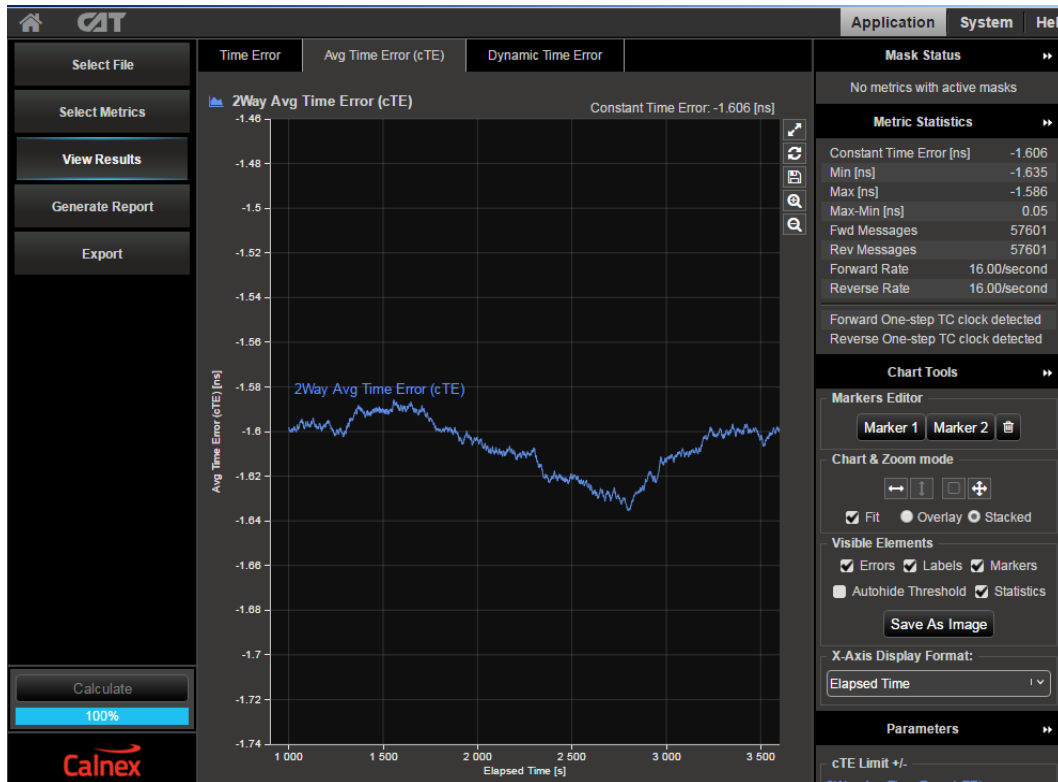 CAT
Application System Hel
Select File
Select Metrics
View Results
Generate Report
Export
Calculate
100%
Calnex
Time Error Avg Time Error (cTE) Dynamic Time Error
2Way Avg Time Error (cTE)
Constant Time Error: -1.606 [ns]
-1.46
-1.48
-1.5
-1.52
-1.54
-1.56
-1.58
-1.6
-1.62
-1.64
-1.66
-1.68
-1.7
-1.72
-1.74
Avg Time Error (cTE) [ns]
2Way Avg Time Error (cTE)
1 000 1 500 2 000 2 500 3 000 3 500
Elapsed Time [s]
Mask Status
No metrics with active masks
Metric Statistics
Constant Time Error [ns] -1.606
Min [ns] -1.635
Max [ns] -1.586
Max-Min [ns] 0.05
Fwd Messages 57601
Rev Messages 57601
Forward Rate 16.00/second
Reverse Rate 16.00/second
Forward One-step TC clock detected
Reverse One-step TC clock detected
Chart Tools
Markers Editor
Marker 1 Marker 2
Chart & Zoom mode
Fit Overlay Stacked
Visible Elements
Errors Labels Markers
Autohide Threshold Statistics
Save As Image
X-Axis Display Format:
Elapsed Time
Parameters
cTE Limit +/-